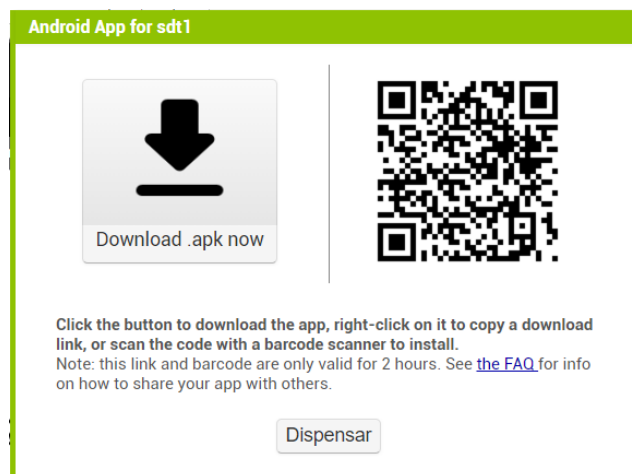 Android App for sdt1
Download .apk now
Click the button to download the app, right-click on it to copy a download
link, or scan the code with a barcode scanner to install.
Note: this link and barcode are only valid for 2 hours. See the FAQ for info
on how to share your app with others.
Dispensar